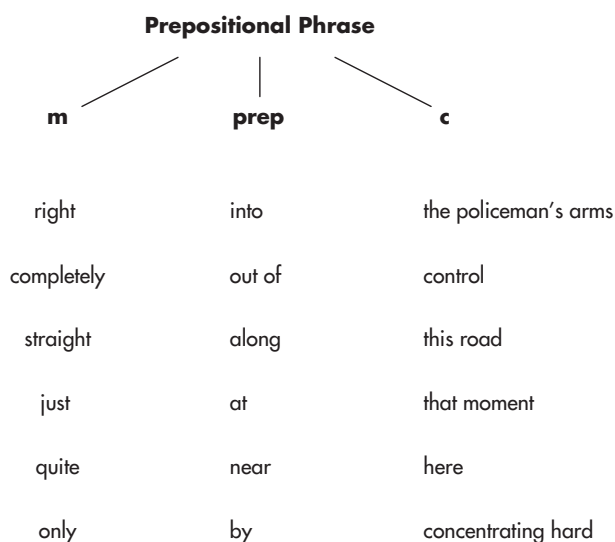 Prepositional Phrase
m prep c
right into the policeman's arms
completely out of control
straight along this road
just at that moment
quite near here
only by concentrating hard